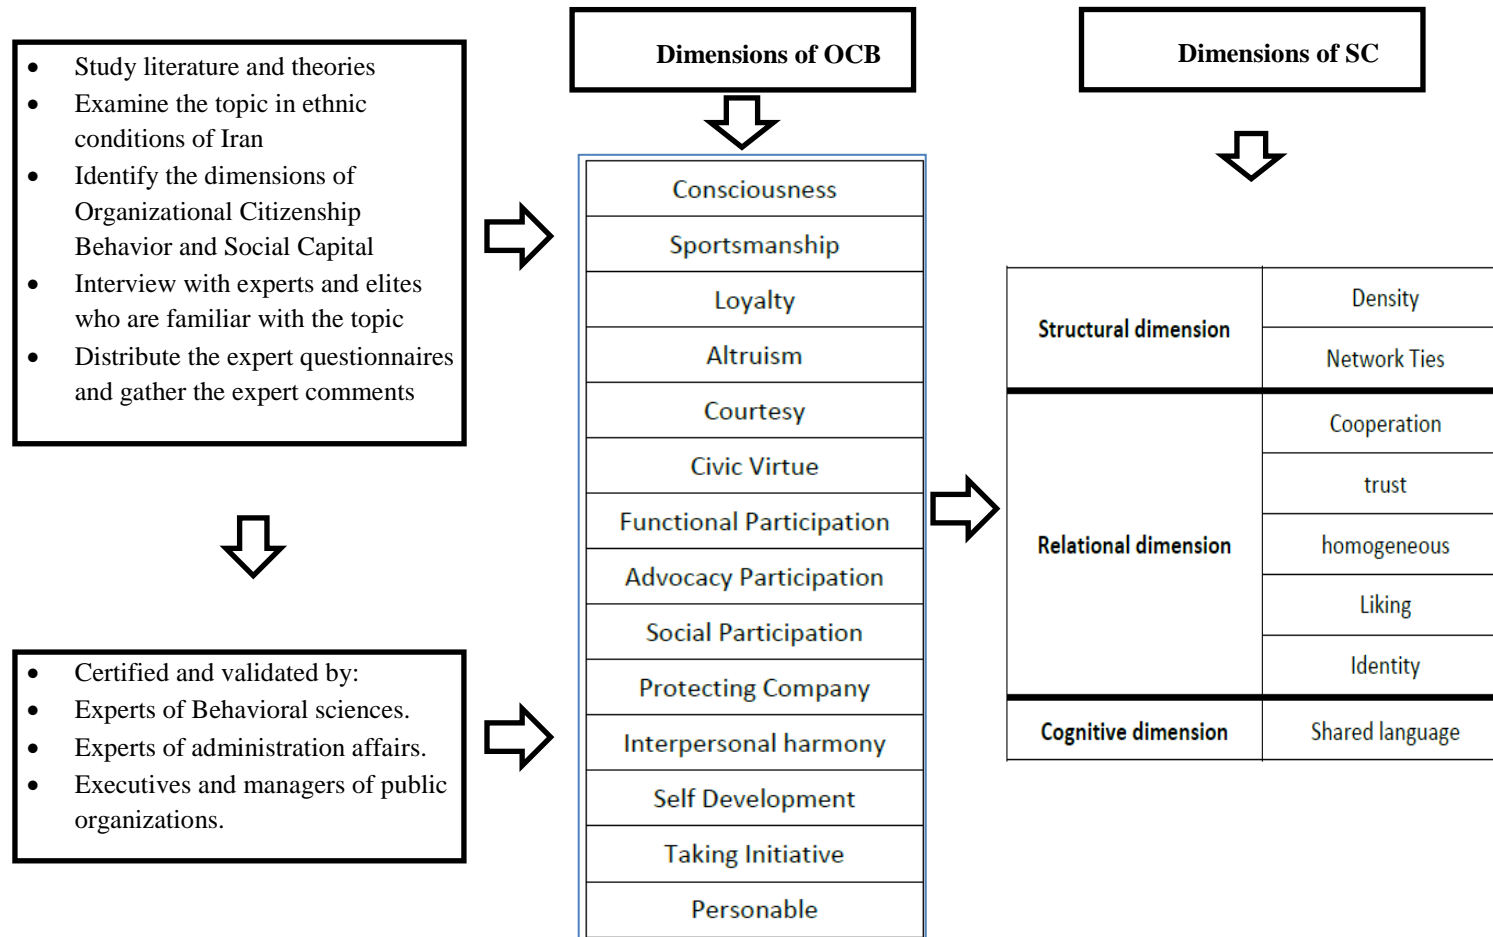 • Study literature and theories
• Examine the topic in ethnic
conditions of Iran
• Identify the dimensions of
Organizational Citizenship
Behavior and Social Capital
• Interview with experts and elites
who are familiar with the topic
• Distribute the expert questionnaires
and gather the expert comments
• Certified and validated by:
• Experts of Behavioral sciences.
• Experts of administration affairs.
• Executives and managers of public
organizations.
Dimensions of OCB
Consciousness
Sportsmanship
Loyalty
Altruism
Courtesy
Civic Virtue
Functional Participation
Advocacy Participation
Social Participation
Protecting Company
Interpersonal harmony
Self Development
Taking Initiative
Personable
Dimensions of SC
Structural dimension
Density
Network Ties
Relational dimension
Cooperation
trust
homogeneous
Liking
Identity
Cognitive dimension
Shared language